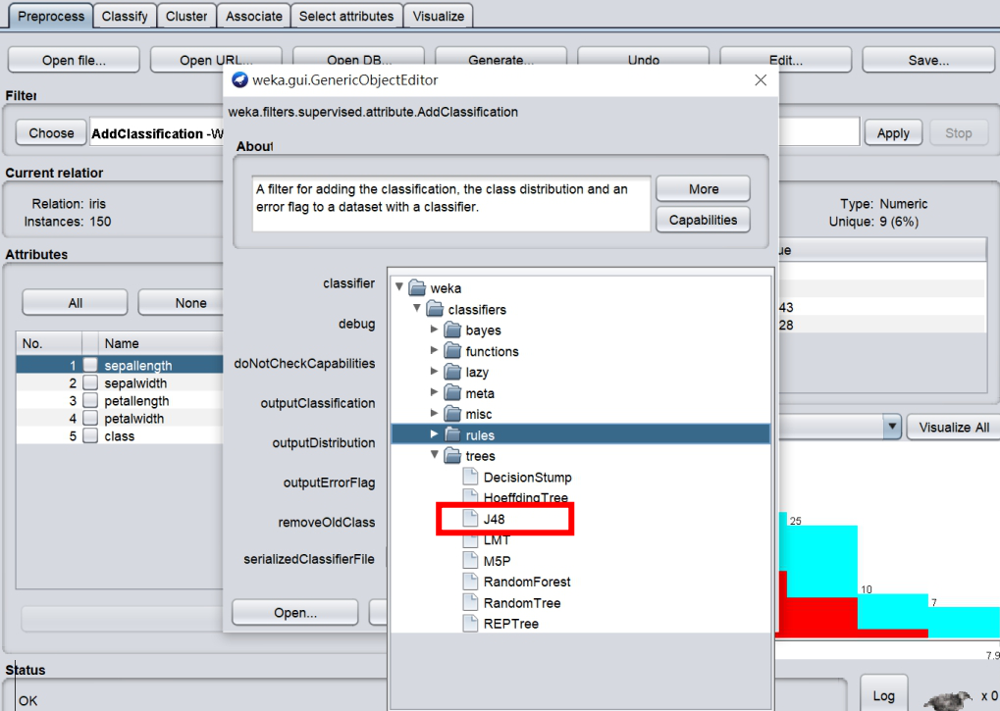 Preprocess Classify Cluster Associate Select attributes Visualize
Open file... Open URL... Open DB... Generate... Undo Edit... Save...
weka.gui.GenericObjectEditor
Filter
weka.filters.supervised.attribute.AddClassification
Choose AddClassification -W Apply Stop
About
A filter for adding the classification, the class distribution and an
error flag to a dataset with a classifier.
More
Capabilities
Current relation
Relation: iris
Instances: 150
Type: Numeric
Unique: 9 (6%)
Attributes
All None
No. Name
1 sepallength
2 sepalwidth
3 petallength
4 petalwidth
5 class
classifier
debug
doNotCheckCapabilities
outputClassification
outputDistribution
outputErrorFlag
removeOldClass
serializedClassifierFile
Open...
weka
classifiers
bayes
functions
lazy
meta
misc
rules
trees
DecisionStump
HoeffdingTree
J48
LMT
M5P
RandomForest
RandomTree
REPTree
ue
43
28
Visualize All
25
10
7
7.9
Status
OK
Log
x 0